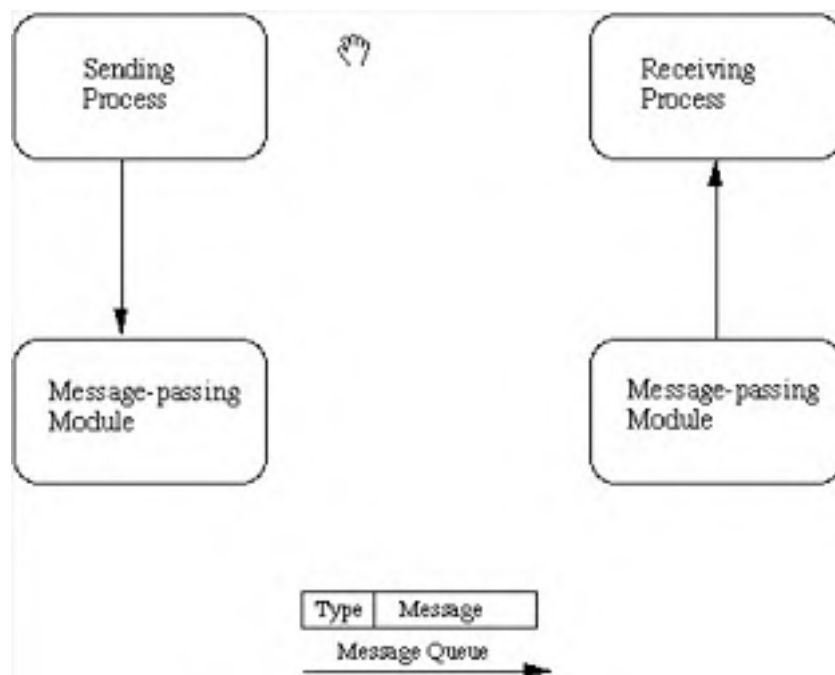 Sending
Process
Receiving
Process
Message-passing
Module
Message-passing
Module
Type
Message
Message Queue